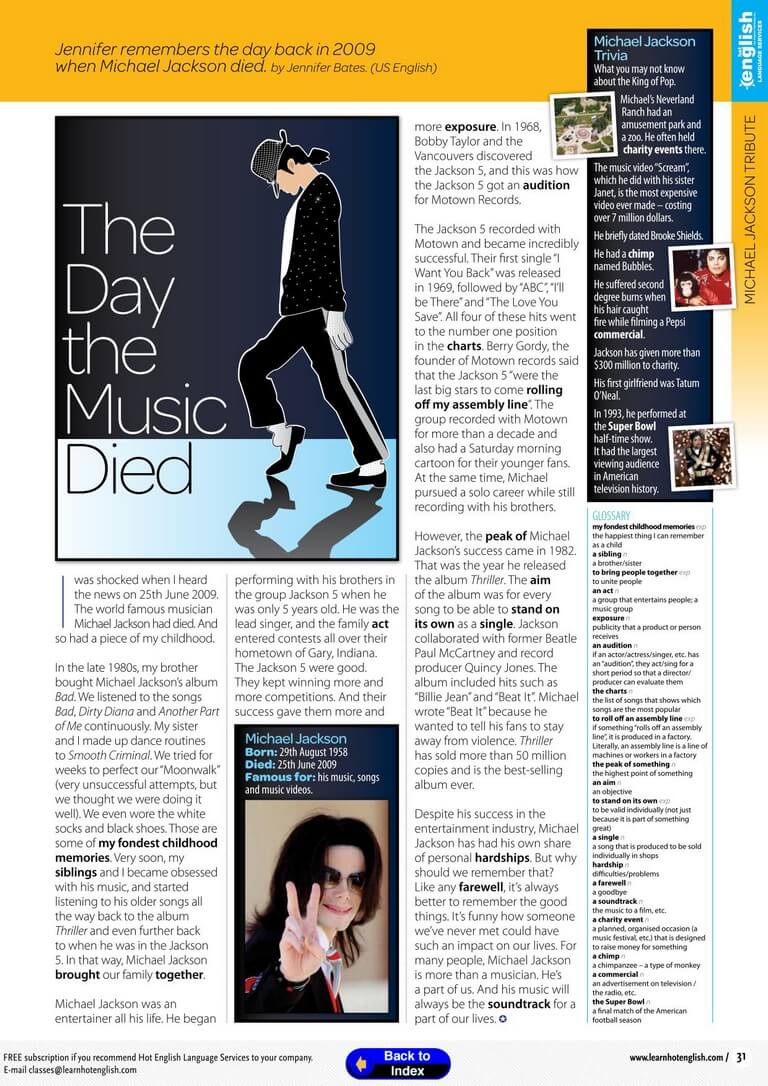 Jennifer remembers the day back in 2009
when Michael Jackson died. by Jennifer Bates. (US English)
The
Day
the
Music
Died
I was shocked when I heard
the news on 25th June 2009.
The world famous musician
Michael Jackson had died. And
so had a piece of my childhood.
In the late 1980s, my brother
bought Michael Jackson's album
Bad. We listened to the songs
Bad, Dirty Diana and Another Part
of Me continuously. My sister
and I made up dance routines
to Smooth Criminal. We tried for
weeks to perfect our "Moonwalk"
(very unsuccessful attempts, but
we thought we were doing it
well). We even wore the white
socks and black shoes. Those are
some of my fondest childhood
memories. Very soon, my
siblings and I became obsessed
with his music, and started
listening to his older songs all
the way back to the album
Thriller and even further back
to when he was in the Jackson
5. In that way, Michael Jackson
brought our family together.
Michael Jackson was an
entertainer all his life. He began
performing with his brothers in
the group Jackson 5 when he
was only 5 years old. He was the
lead singer, and the family act
entered contests all over their
hometown of Gary, Indiana.
The Jackson 5 were good.
They kept winning more and
more competitions. And their
success gave them more and
Michael Jackson
Born: 29th August 1958
Died: 25th June 2009
Famous for: his music, songs
and music videos.
more exposure. In 1968,
Bobby Taylor and the
Vancouvers discovered
the Jackson 5, and this was how
the Jackson 5 got an audition
for Motown Records.
The Jackson 5 recorded with
Motown and became incredibly
successful. Their first single "I
Want You Back" was released
in 1969, followed by "ABC", "I'll
be There" and "The Love You
Save". All four of these hits went
to the number one position
in the charts. Berry Gordy, the
founder of Motown records said
that the Jackson 5 "were the
last big stars to come rolling
off my assembly line". The
group recorded with Motown
for more than a decade and
also had a Saturday morning
cartoon for their younger fans.
At the same time, Michael
pursued a solo career while still
recording with his brothers.
However, the peak of Michael
Jackson's success came in 1982.
That was the year he released
the album Thriller. The aim
of the album was for every
song to be able to stand on
its own as a single. Jackson
collaborated with former Beatle
Paul McCartney and record
producer Quincy Jones. The
album included hits such as
"Billie Jean" and "Beat It". Michael
wrote "Beat It" because he
wanted to tell his fans to stay
away from violence. Thriller
has sold more than 50 million
copies and is the best-selling
album ever.
Despite his success in the
entertainment industry, Michael
Jackson has had his own share
of personal hardships. But why
should we remember that?
Like any farewell, it's always
better to remember the good
things. It's funny how someone
we've never met could have
such an impact on our lives. For
many people, Michael Jackson
is more than a musician. He's
a part of us. And his music will
always be the soundtrack for a
part of our lives.
Michael Jackson
Trivia
What you may not know
about the King of Pop.
Michael's Neverland
Ranch had an
amusement park and
a zoo. He often held
charity events there.
The music video "Scream",
which he did with his sister
Janet, is the most expensive
video ever made – costing
over 7 million dollars.
He briefly dated Brooke Shields.
He had a chimp
named Bubbles.
He suffered second
degree burns when
his hair caught
fire while filming a Pepsi
commercial.
Jackson has given more than
$300 million to charity.
His first girlfriend was Tatum
O'Neal.
In 1993, he performed at
the Super Bowl
half-time show.
It had the largest
viewing audience
in American
television history.
GLOSSARY
my fondest childhood memories exp
the happiest thing I can remember
as a child
a sibling n
a brother/sister
to bring people together exp
to unite people
an act n
a group that entertains people; a
music group
exposure n
publicity that a product or person
receives
an audition n
if an actor/actress/singer, etc. has
an "audition", they act/sing for a
short period so that a director/
producer can evaluate them
the charts n
the list of songs that shows which
songs are the most popular
to roll off an assembly line exp
if something "rolls off an assembly
line", it is produced in a factory.
Literally, an assembly line is a line of
machines or workers in a factory
the peak of something n
the highest point of something
an aim n
an objective
to stand on its own exp
to be valid individually (not just
because it is part of something
great)
a single n
a song that is produced to be sold
individually in shops
hardship n
difficulties/problems
a farewell n
a goodbye
a soundtrack n
the music to a film, etc.
a charity event n
a planned, organised occasion (a
music festival, etc.) that is designed
to raise money for something
a chimp n
a chimpanzee – a type of monkey
a commercial n
an advertisement on television /
the radio, etc.
the Super Bowl n
a final match of the American
football season
hot english
LANGUAGE SERVICES
MICHAEL JACKSON TRIBUTE
FREE subscription if you recommend Hot English Language Services to your company.
E-mail classes@learnhotenglish.com
Back to
Index
www.learnhotenglish.com / 31